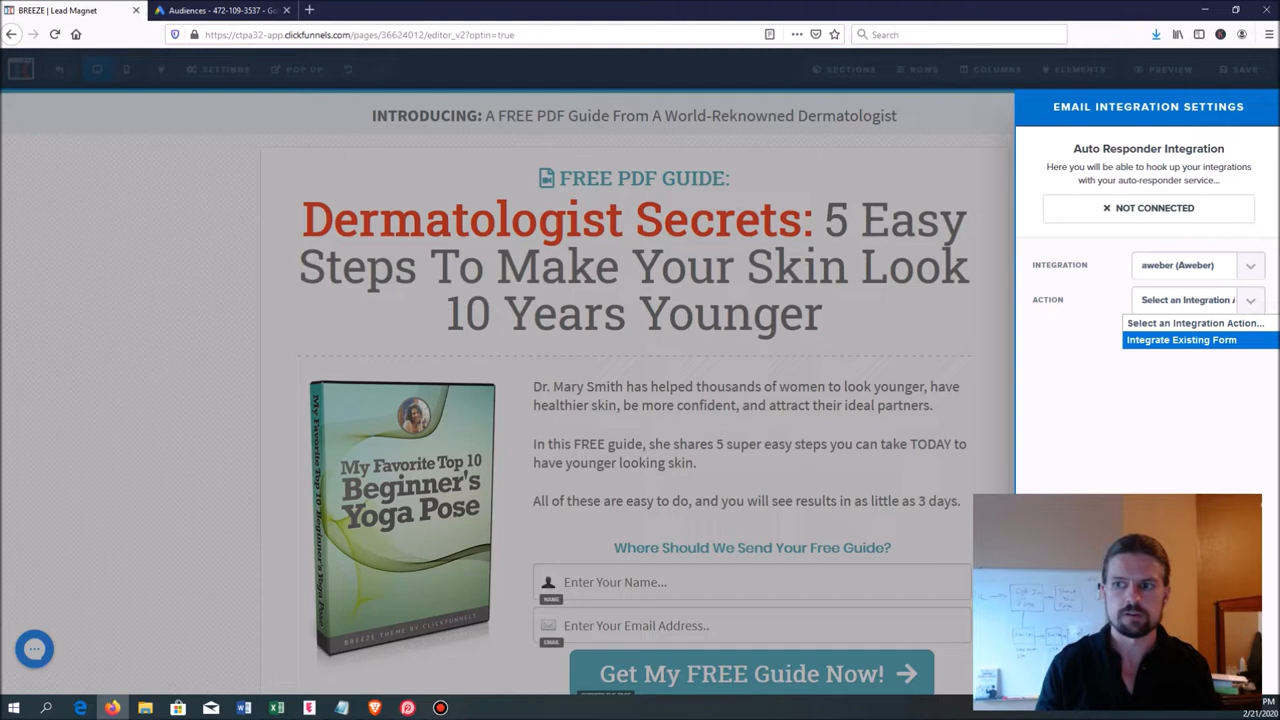 BREEZE | Lead Magnet
Audiences - 472-109-3537 - Go
https://ctpa32-app.clickfunnels.com/pages/36624012/editor_v2?optin=true
Search
SETTINGS
POP UP
SECTIONS
ROWS
COLUMNS
ELEMENTS
PREVIEW
SAVE
INTRODUCING: A FREE PDF Guide From A World-Reknowned Dermatologist
FREE PDF GUIDE:
Dermatologist Secrets: 5 Easy
Steps To Make Your Skin Look
10 Years Younger
My Favorite Top 10 Beginner's Yoga Pose
My Favorite Top 10
Beginner's
Yoga Pose
BREEZE THEME BY CLICKFUNNELS
Dr. Mary Smith has helped thousands of women to look younger, have
healthier skin, be more confident, and attract their ideal partners.
In this FREE guide, she shares 5 super easy steps you can take TODAY to
have younger looking skin.
All of these are easy to do, and you will see results in as little as 3 days.
Where Should We Send Your Free Guide?
Enter Your Name...
NAME
Enter Your Email Address..
EMAIL
Get My FREE Guide Now!
EMAIL INTEGRATION SETTINGS
Auto Responder Integration
Here you will be able to hook up your integrations
with your auto-responder service...
NOT CONNECTED
INTEGRATION
aweber (Aweber)
ACTION
Select an Integration A
Select an Integration Action...
Integrate Existing Form
PM
2/21/2020